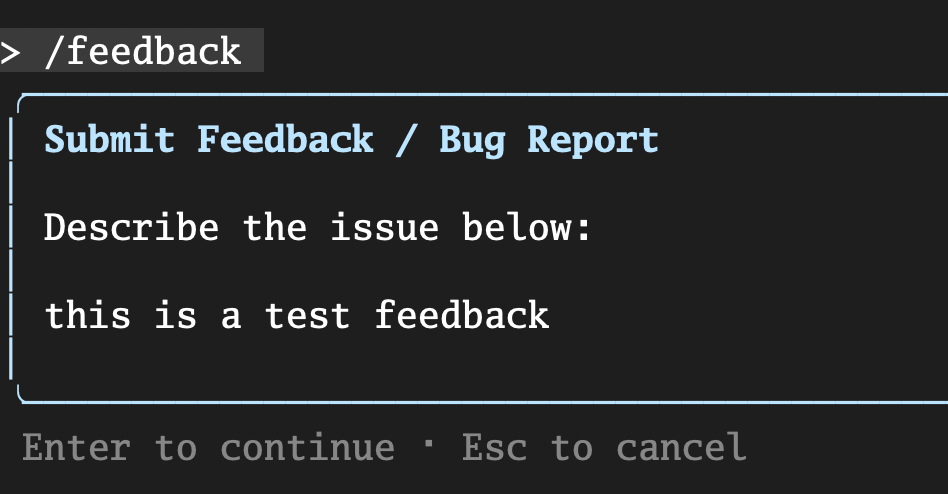 > /feedback
Submit Feedback / Bug Report
Describe the issue below:
this is a test feedback
Enter to continue · Esc to cancel